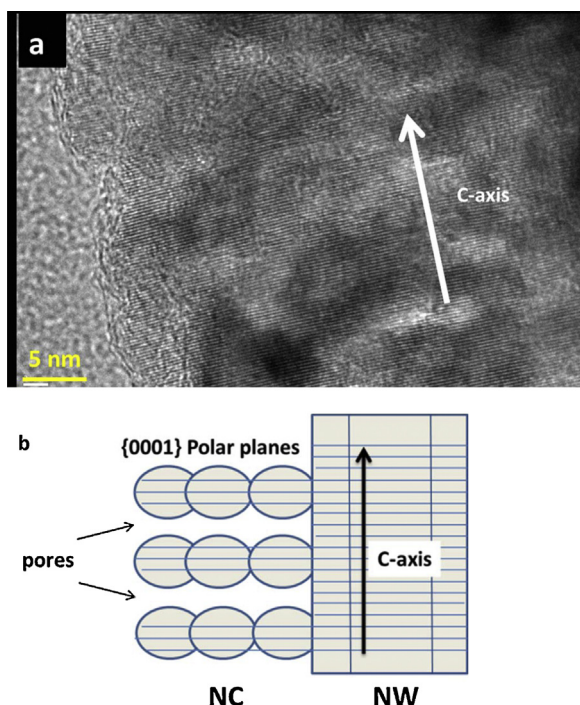 a
C-axis
5 nm
b
{0001} Polar planes
pores
C-axis
NC NW